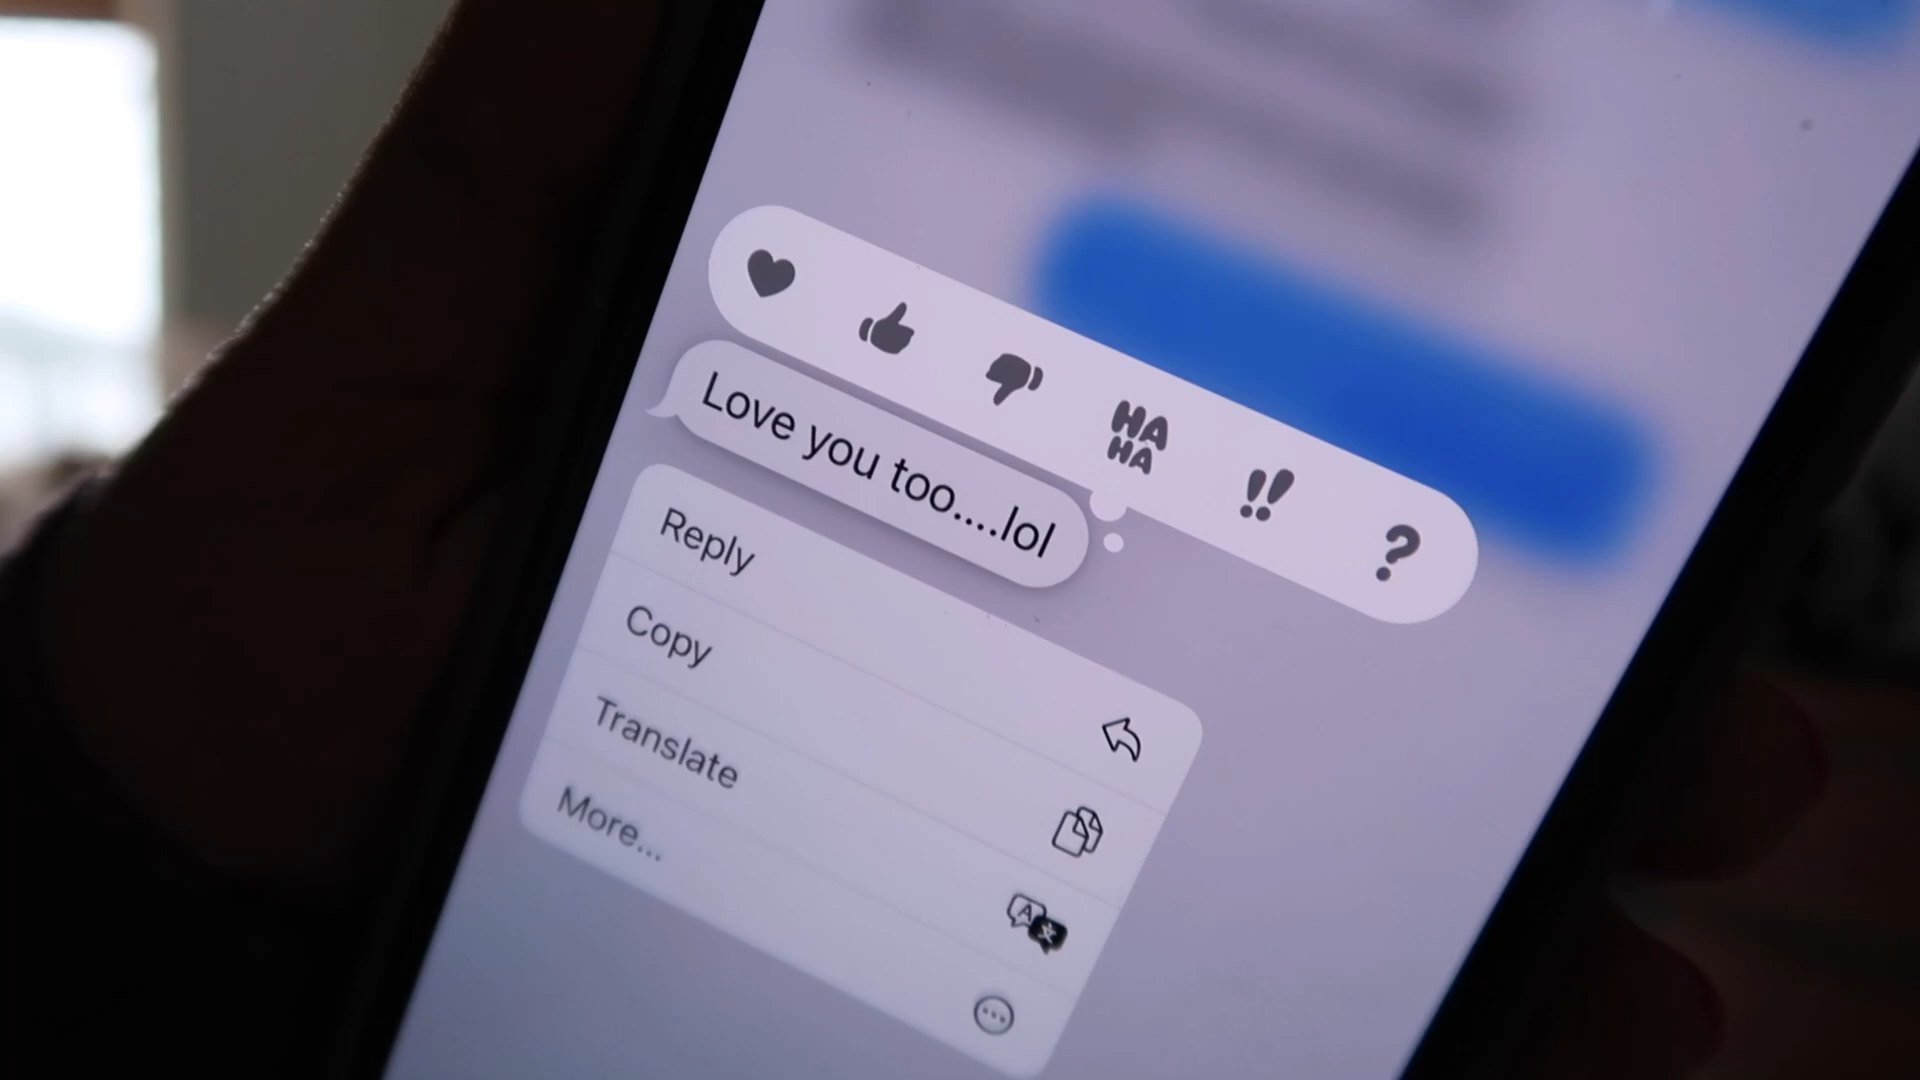 HA
HA
!!
?
Love you too....lol
Reply
Copy
Translate
More...